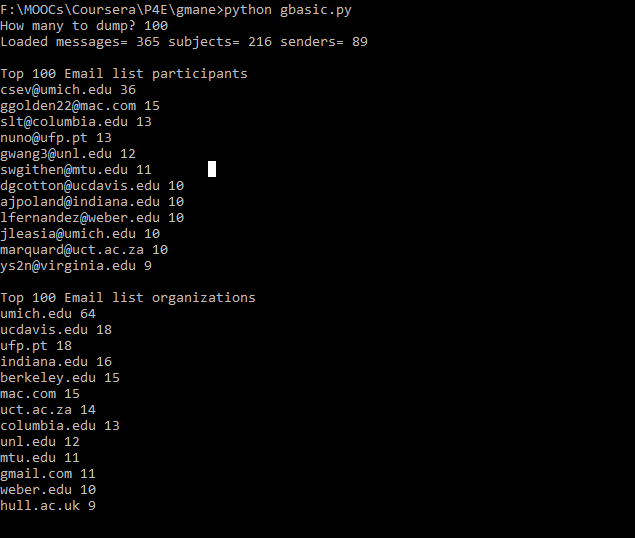 F:\MOOCs\Coursera\P4E\gmane>python gbasic.py
How many to dump? 100
Loaded messages= 365 subjects= 216 senders= 89
Top 100 Email list participants
csev@umich.edu 36
ggolden22@mac.com 15
slt@columbia.edu 13
nuno@ufp.pt 13
gwang3@unl.edu 12
swgithen@mtu.edu 11
dgcotton@ucdavis.edu 10
ajpoland@indiana.edu 10
lfernandez@weber.edu 10
jleasia@umich.edu 10
marquard@uct.ac.za 10
ys2n@virginia.edu 9
Top 100 Email list organizations
umich.edu 64
ucdavis.edu 18
ufp.pt 18
indiana.edu 16
berkeley.edu 15
mac.com 15
uct.ac.za 14
columbia.edu 13
unl.edu 12
mtu.edu 11
gmail.com 11
weber.edu 10
hull.ac.uk 9